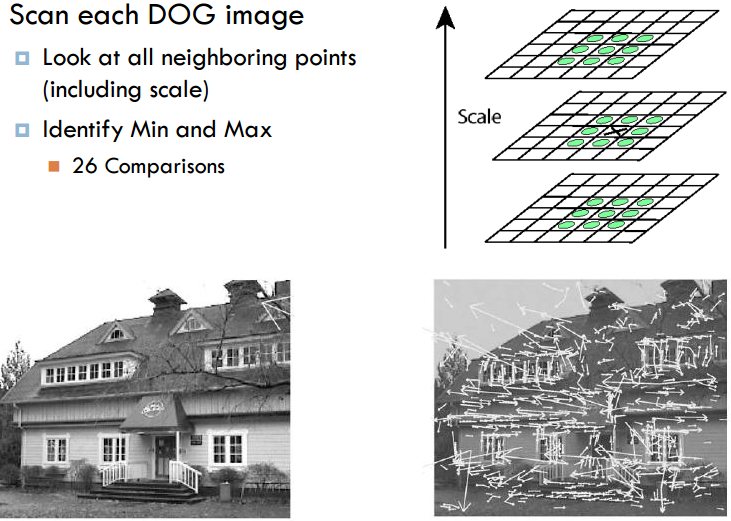 Scan each DOG image
Look at all neighboring points
(including scale)
Identify Min and Max
26 Comparisons
Scale